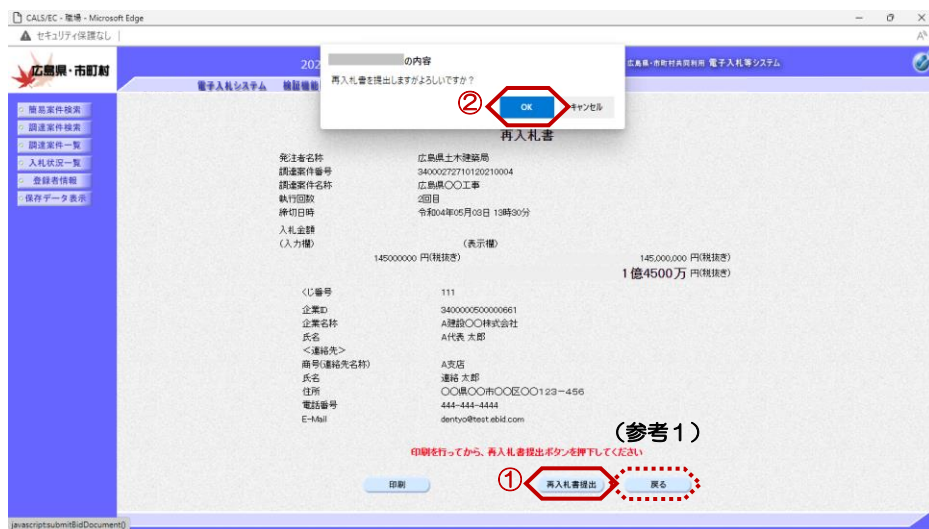 CALS/EC - 職場 - Microsoft Edge
セキュリティ保護なし
広島県・市町村
202
広島県・市町村共同利用 電子入札等システム
電子入札システム 検証機能
の内容
再入札書を提出しますがよろしいですか？
②
OK
キャンセル
簡易案件検索
調達案件検索
調達案件一覧
入札状況一覧
登録者情報
保存データ表示
再入札書
発注者名称 広島県土木建築局
調達案件番号 34000272710120210004
調達案件名称 広島県〇〇工事
執行回数 2回目
締切日時 令和04年05月03日 13時30分
入札金額
(入力欄) (表示欄)
145000000 円(税抜き) 145,000,000 円(税抜き)
1億4500万 円(税抜き)
くじ番号 111
企業ID 3400000500000661
企業名称 A建設〇〇株式会社
氏名 A代表 太郎
<連絡先>
商号(連絡先名称) A支店
氏名 連絡 太郎
住所 〇〇県〇〇市〇〇区〇〇123-456
電話番号 444-444-4444
E-Mail dentyo@test.ebid.com
(参考1)
印刷を行ってから、再入札書提出ボタンを押下してください
印刷
①
再入札書提出
戻る
javascript:submitBidDocument()